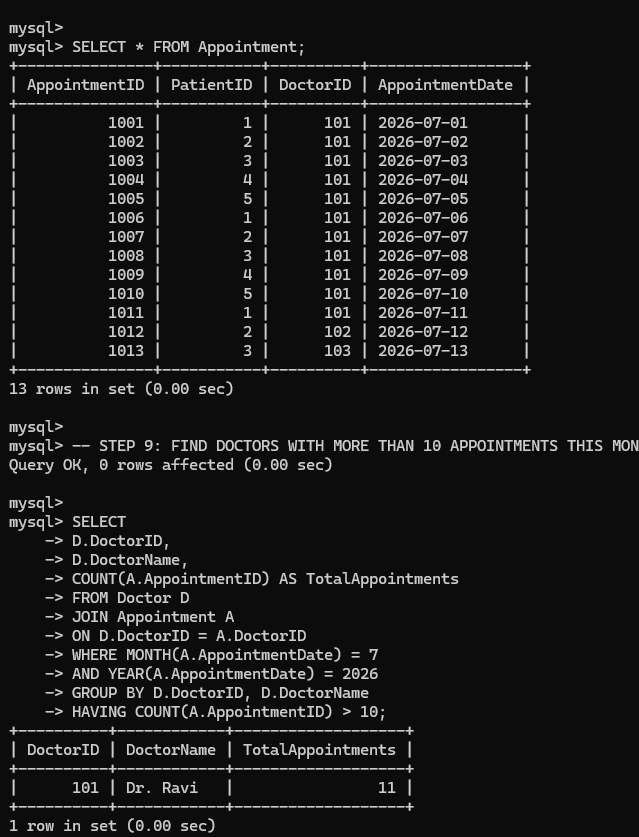 mysql>
mysql> SELECT * FROM Appointment;
+---------------+-----------+----------+-----------------+
| AppointmentID | PatientID | DoctorID | AppointmentDate |
+---------------+-----------+----------+-----------------+
|          1001 |         1 |      101 | 2026-07-01      |
|          1002 |         2 |      101 | 2026-07-02      |
|          1003 |         3 |      101 | 2026-07-03      |
|          1004 |         4 |      101 | 2026-07-04      |
|          1005 |         5 |      101 | 2026-07-05      |
|          1006 |         1 |      101 | 2026-07-06      |
|          1007 |         2 |      101 | 2026-07-07      |
|          1008 |         3 |      101 | 2026-07-08      |
|          1009 |         4 |      101 | 2026-07-09      |
|          1010 |         5 |      101 | 2026-07-10      |
|          1011 |         1 |      101 | 2026-07-11      |
|          1012 |         2 |      102 | 2026-07-12      |
|          1013 |         3 |      103 | 2026-07-13      |
+---------------+-----------+----------+-----------------+
13 rows in set (0.00 sec)
mysql>
mysql> -- STEP 9: FIND DOCTORS WITH MORE THAN 10 APPOINTMENTS THIS MON
Query OK, 0 rows affected (0.00 sec)
mysql>
mysql> SELECT
    -> D.DoctorID,
    -> D.DoctorName,
    -> COUNT(A.AppointmentID) AS TotalAppointments
    -> FROM Doctor D
    -> JOIN Appointment A
    -> ON D.DoctorID = A.DoctorID
    -> WHERE MONTH(A.AppointmentDate) = 7
    -> AND YEAR(A.AppointmentDate) = 2026
    -> GROUP BY D.DoctorID, D.DoctorName
    -> HAVING COUNT(A.AppointmentID) > 10;
+----------+------------+-------------------+
| DoctorID | DoctorName | TotalAppointments |
+----------+------------+-------------------+
|      101 | Dr. Ravi   |                11 |
+----------+------------+-------------------+
1 row in set (0.00 sec)